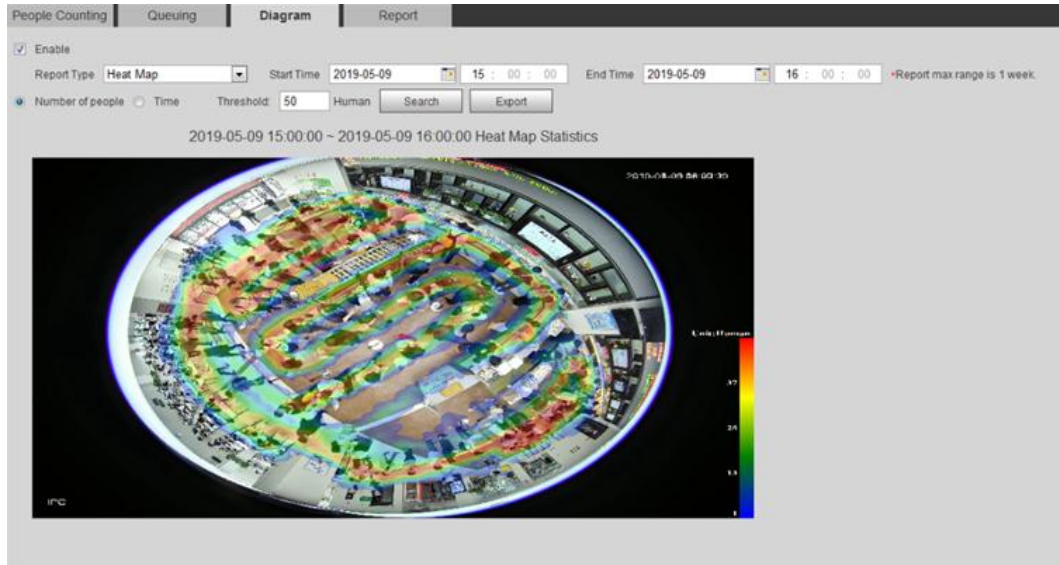 People Counting Queuing Diagram Report
Enable
Report Type Heat Map Start Time 2019-05-09 15 : 00 : 00 End Time 2019-05-09 16 : 00 : 00 *Report max range is 1 week.
Number of people Time Threshold: 50 Human Search Export
2019-05-09 15:00:00 ~ 2019-05-09 16:00:00 Heat Map Statistics
Unit:Human
IPC
1